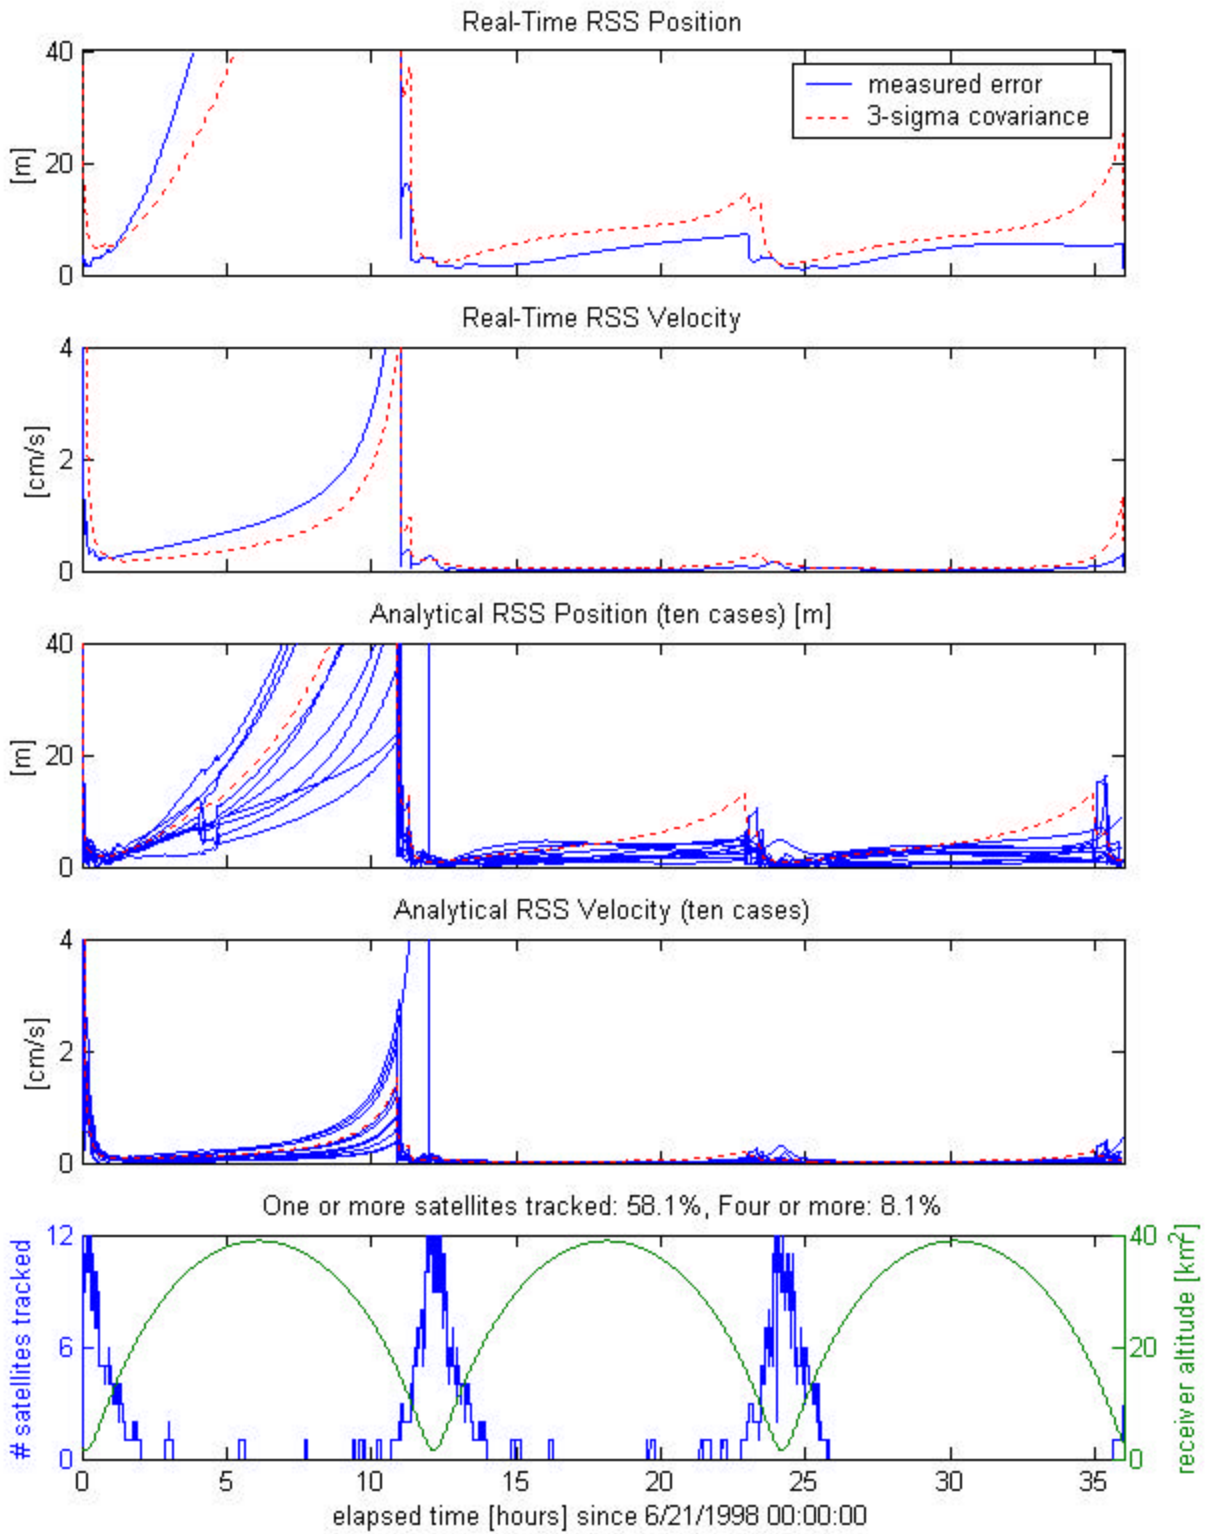 Real-Time RSS Position
40
20
0
[m]
measured error
3-sigma covariance
Real-Time RSS Velocity
4
2
0
[cm/s]
Analytical RSS Position (ten cases) [m]
40
20
0
[m]
Analytical RSS Velocity (ten cases)
4
2
0
[cm/s]
One or more satellites tracked: 58.1%, Four or more: 8.1%
12
6
0
# satellites tracked
40
20
0
receiver altitude [km²]
0 5 10 15 20 25 30 35
elapsed time [hours] since 6/21/1998 00:00:00